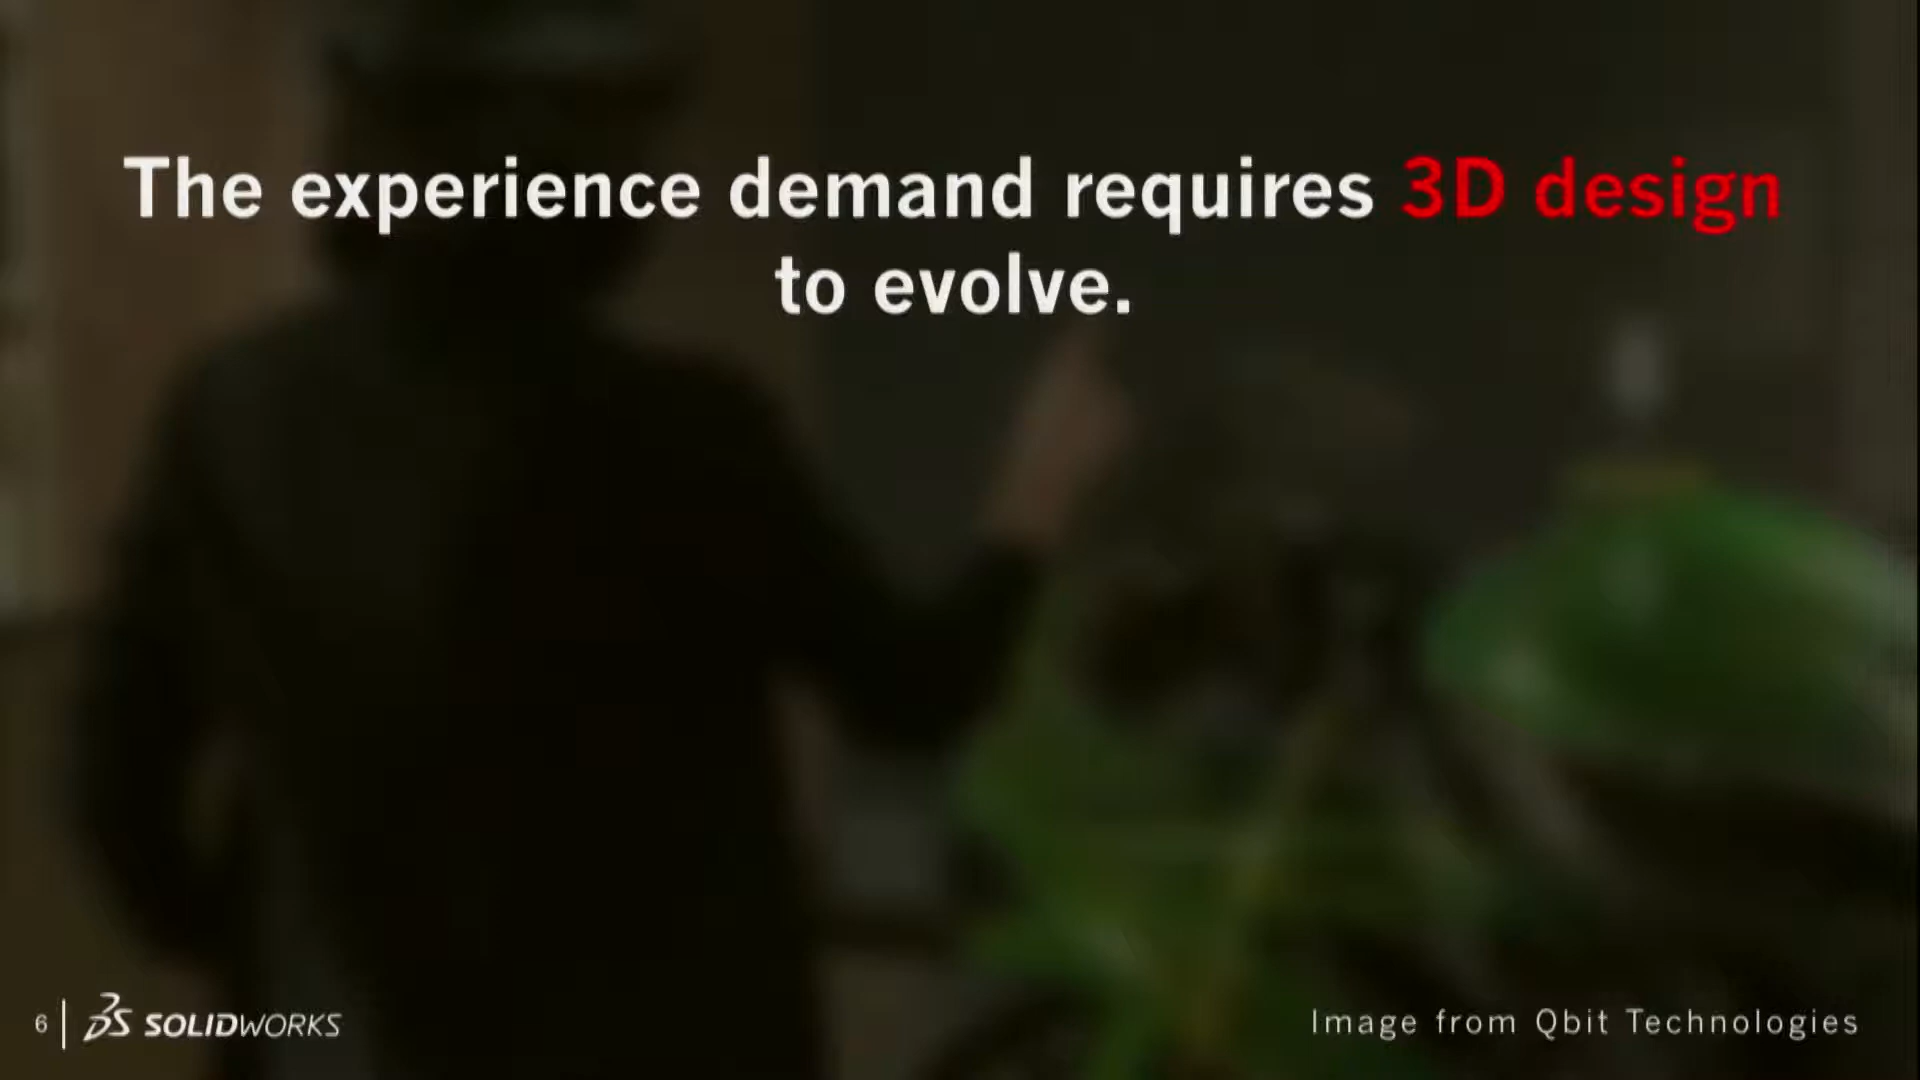 The experience demand requires 3D design
to evolve.
6
SOLIDWORKS
Image from Qbit Technologies